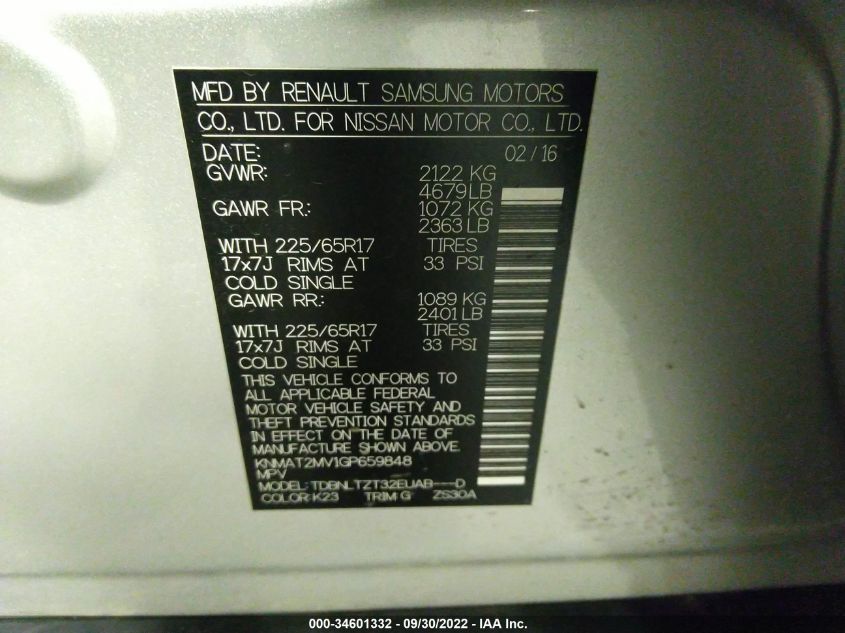 MFD BY RENAULT SAMSUNG MOTORS
CO., LTD. FOR NISSAN MOTOR CO., LTD.
DATE: 02/16
GVWR: 2122 KG
4679LB
GAWR FR.: 1072 KG
2363LB
WITH 225/65R17 TIRES
17x7J RIMS AT 33 PSI
COLD SINGLE
GAWR RR.: 1089 KG
2401LB
WITH 225/65R17 TIRES
17x7J RIMS AT 33 PSI
COLD SINGLE
THIS VEHICLE CONFORMS TO
ALL APPLICABLE FEDERAL
MOTOR VEHICLE SAFETY AND
THEFT PREVENTION STANDARDS
IN EFFECT ON THE DATE OF
MANUFACTURE SHOWN ABOVE.
KNMAT2MV1GP659848
MPV
MODEL: TDBNLTZT32EUAB---D
COLOR:K23 TRIM:G ZS30A
000-34601332 - 09/30/2022 - IAA Inc.